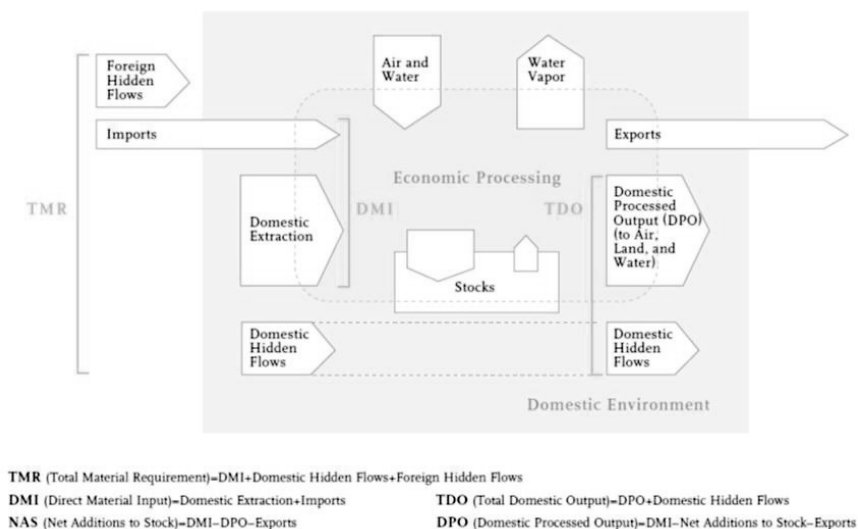 Foreign
Hidden
Flows
Air and
Water
Water
Vapor
Imports
Exports
Economic Processing
TMR
Domestic
Extraction
DMI
TDO
Domestic
Processed
Output (DPO)
(to Air,
Land, and
Water)
Stocks
Domestic
Hidden
Flows
Domestic
Hidden
Flows
Domestic Environment
TMR (Total Material Requirement)=DMI+Domestic Hidden Flows+Foreign Hidden Flows
DMI (Direct Material Input)=Domestic Extraction+Imports
TDO (Total Domestic Output)=DPO+Domestic Hidden Flows
NAS (Net Additions to Stock)=DMI-DPO-Exports
DPO (Domestic Processed Output)=DMI-Net Additions to Stock-Exports